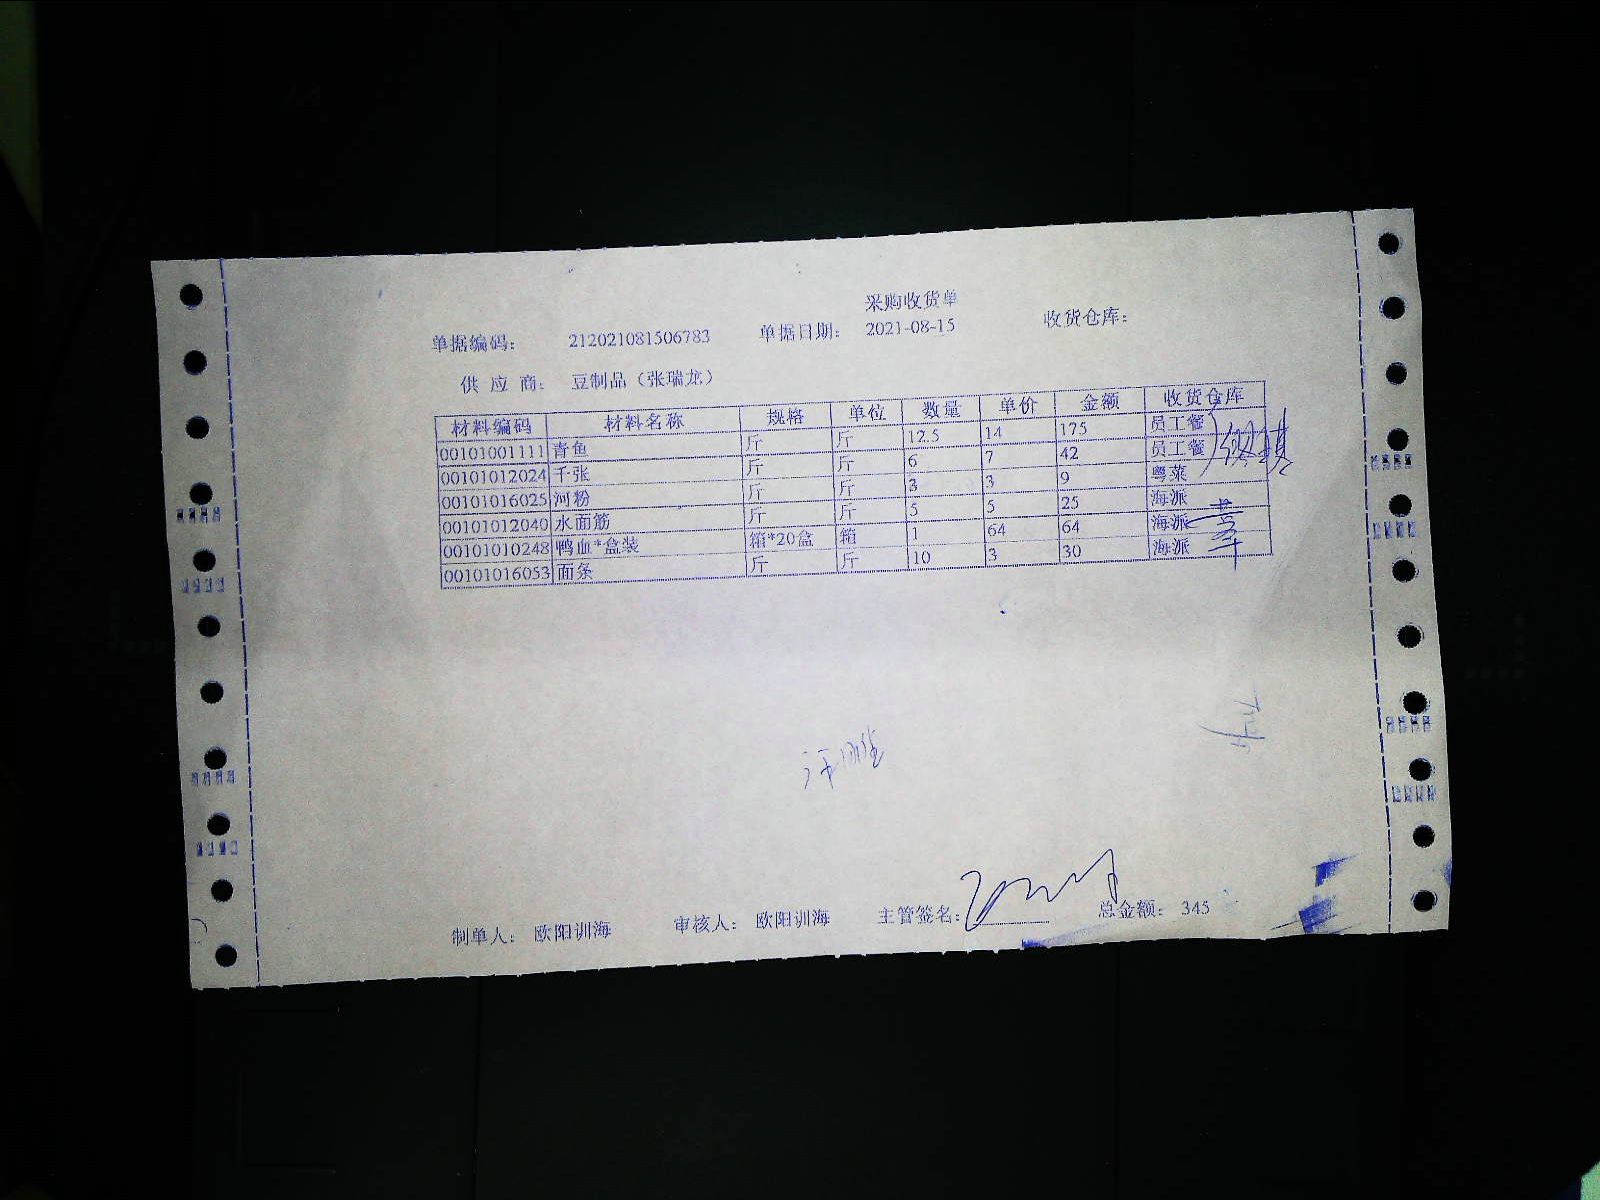 采购收货单
单据编码： 212021081506783 单据日期： 2021-08-15 收货仓库：
供 应 商： 豆制品（张瑞龙）
材料编码 材料名称 规格 单位 数量 单价 金额 收货仓库
00101001111 青鱼 斤 斤 12.5 14 175 员工餐
00101012024 千张 斤 斤 6 7 42 员工餐
00101016025 河粉 斤 斤 3 3 9 粤菜
00101012040 水面筋 斤 斤 5 5 25 海派
00101010248 鸭血*盒装 箱*20盒 箱 1 64 64 海派
00101016053 面条 斤 斤 10 3 30 海派
制单人： 欧阳训海 审核人： 欧阳训海 主管签名： 总金额： 345